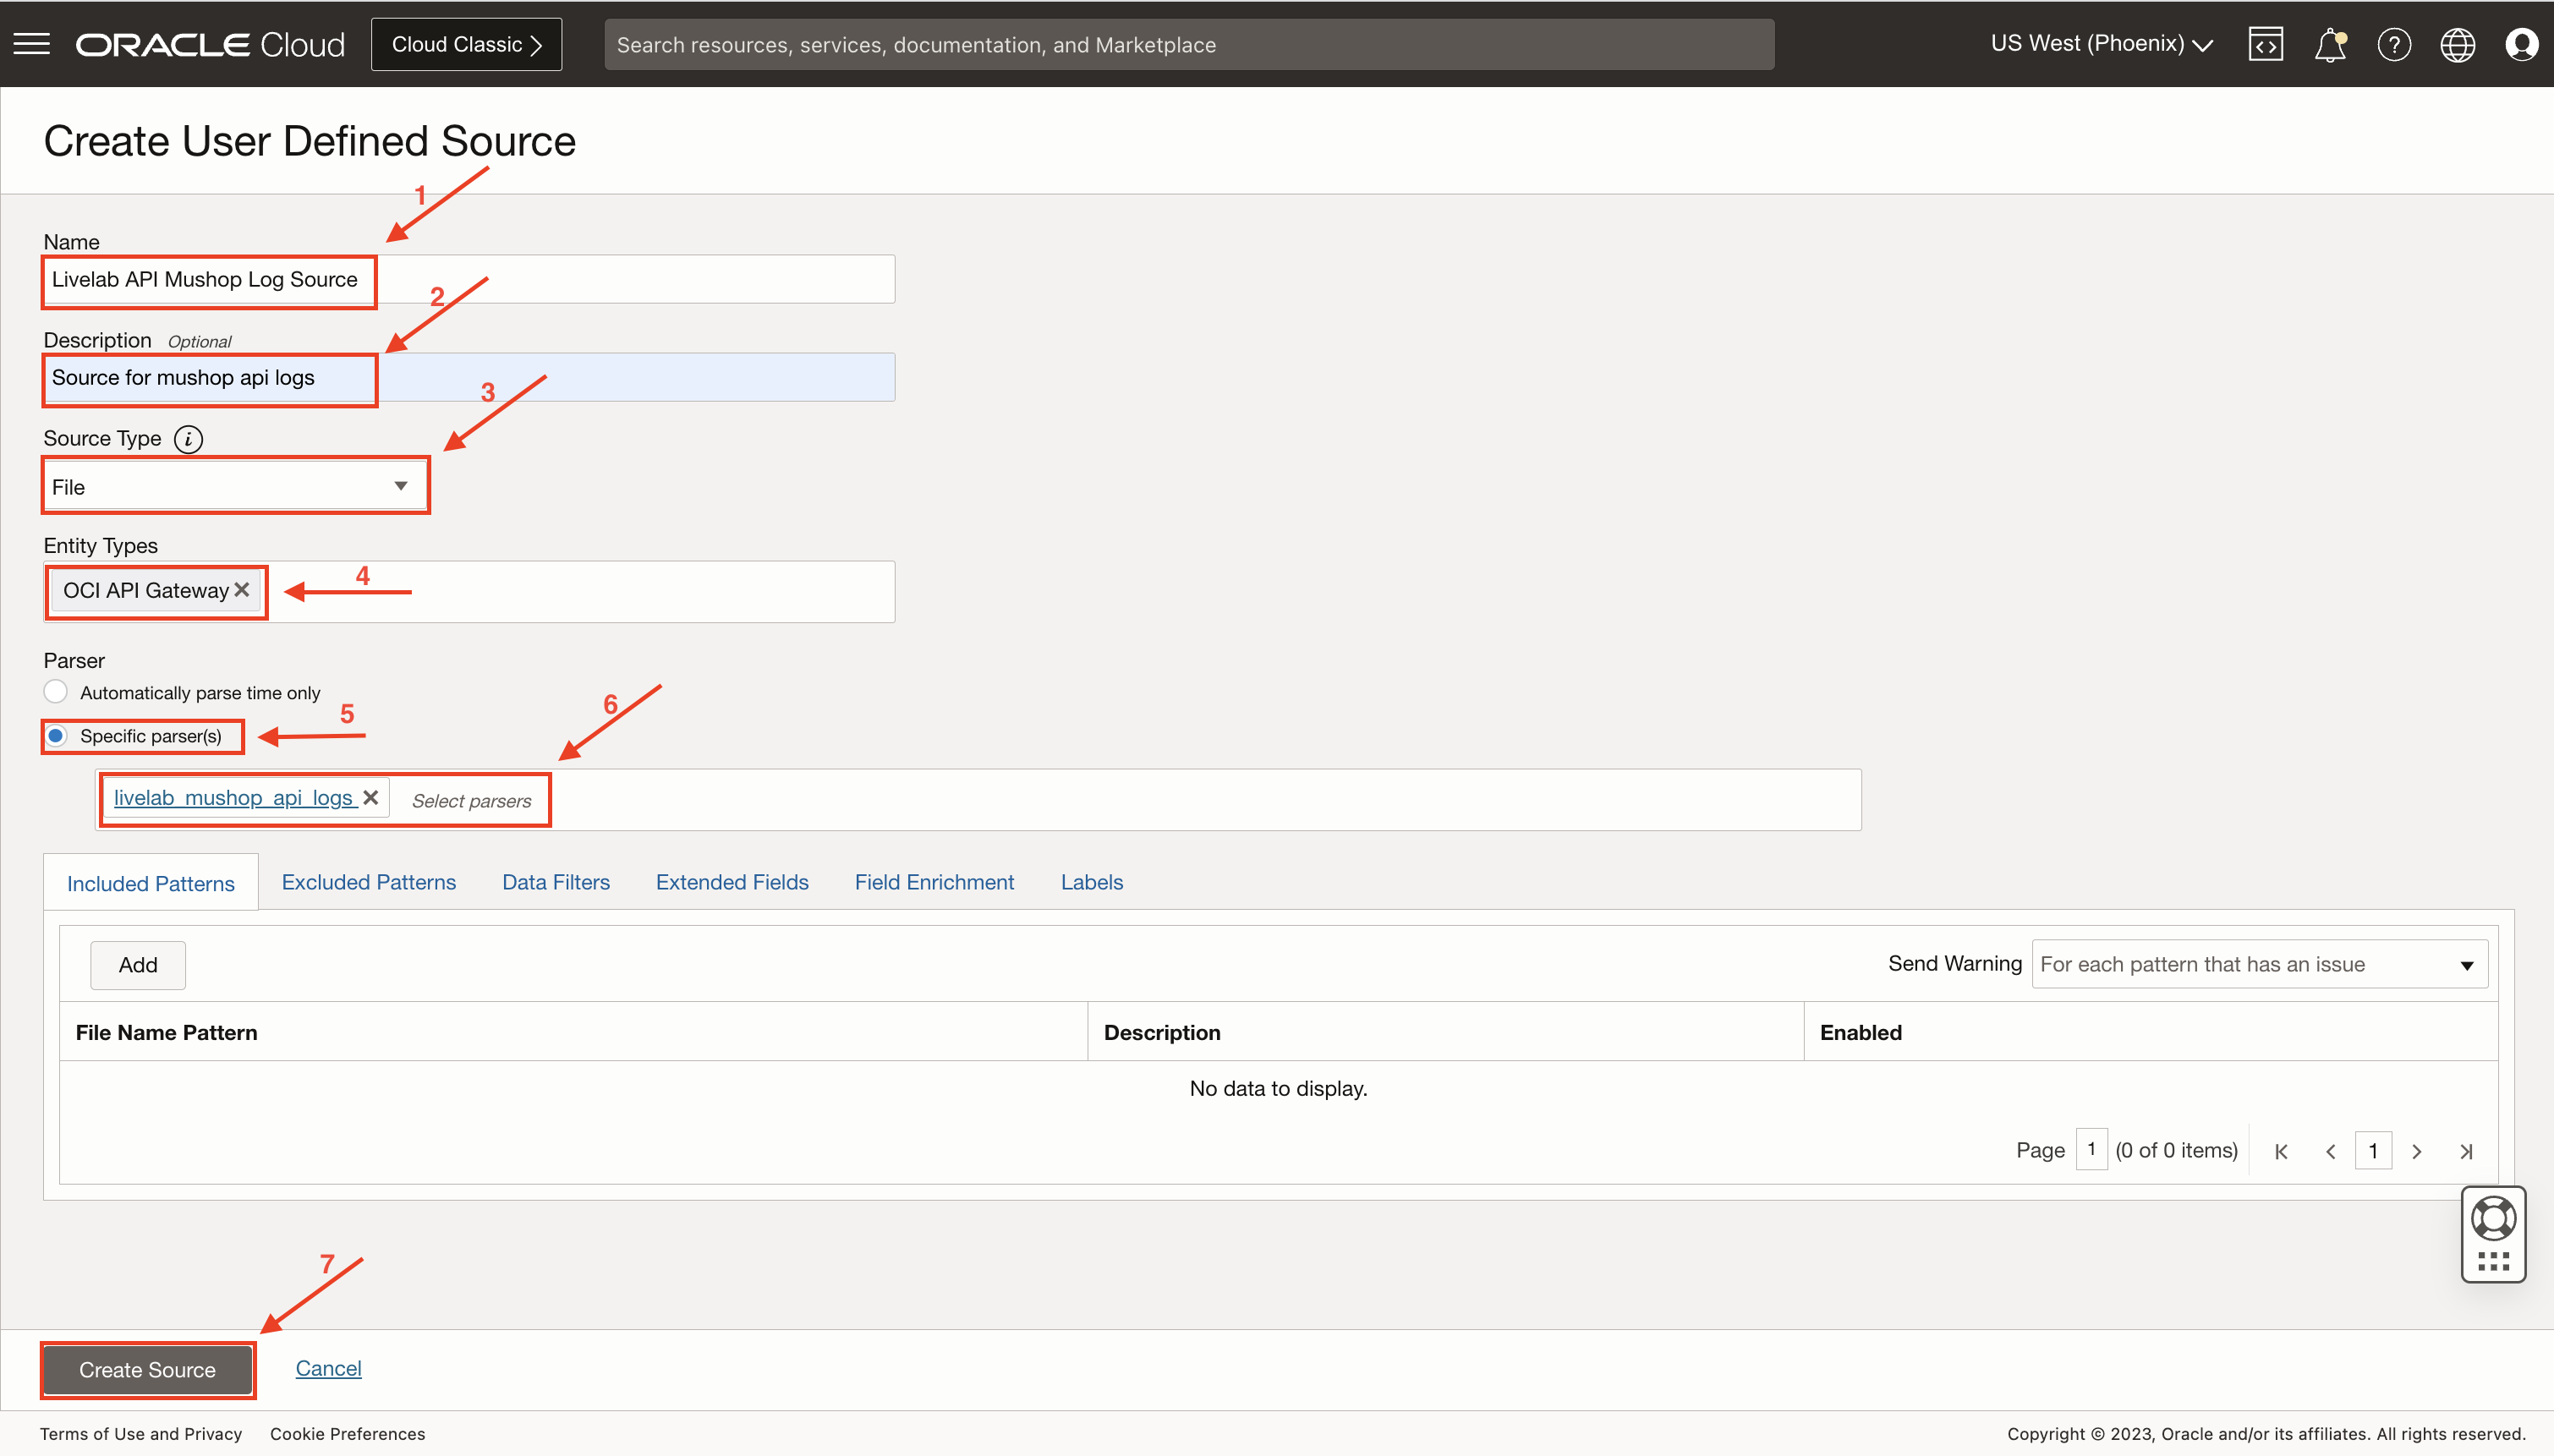 ORACLE Cloud Cloud Classic Search resources, services, documentation, and Marketplace US West (Phoenix)
Create User Defined Source
1
Name
Livelab API Mushop Log Source
2
Description Optional
Source for mushop api logs
3
Source Type i
File
Entity Types
OCI API Gateway 4
Parser
Automatically parse time only
5
Specific parser(s)
6
livelab_mushop_api_logs Select parsers
Included Patterns Excluded Patterns Data Filters Extended Fields Field Enrichment Labels
Add Send Warning For each pattern that has an issue
File Name Pattern Description Enabled
No data to display.
Page 1 (0 of 0 items) 1
7
Create Source Cancel
Terms of Use and Privacy Cookie Preferences Copyright © 2023, Oracle and/or its affiliates. All rights reserved.